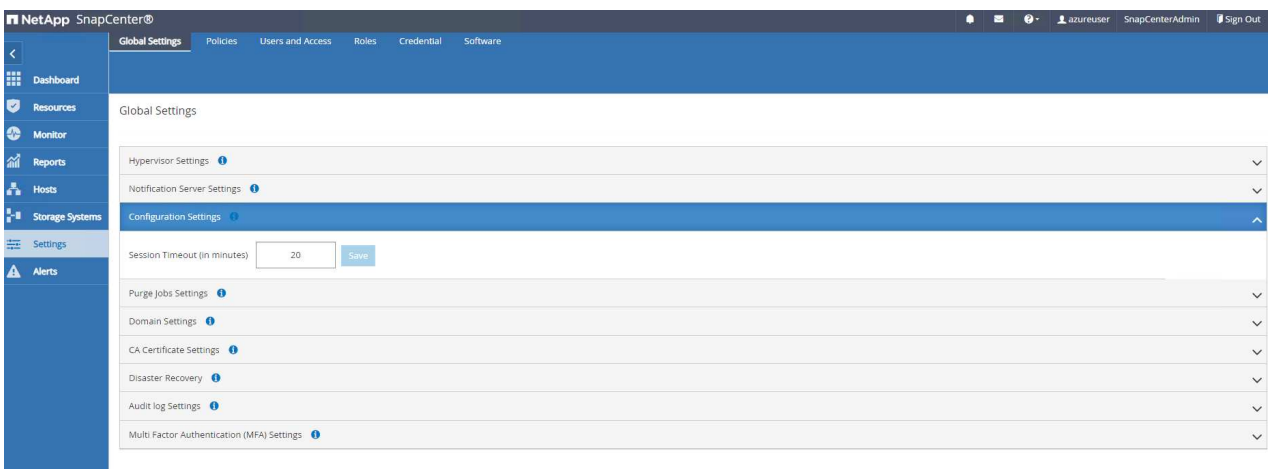 NetApp SnapCenter® azureuser SnapCenterAdmin Sign Out
Global Settings Policies Users and Access Roles Credential Software
Dashboard
Resources
Monitor
Reports
Hosts
Storage Systems
Settings
Alerts
Global Settings
Hypervisor Settings
Notification Server Settings
Configuration Settings
Session Timeout (in minutes) 20 Save
Purge Jobs Settings
Domain Settings
CA Certificate Settings
Disaster Recovery
Audit log Settings
Multi Factor Authentication (MFA) Settings